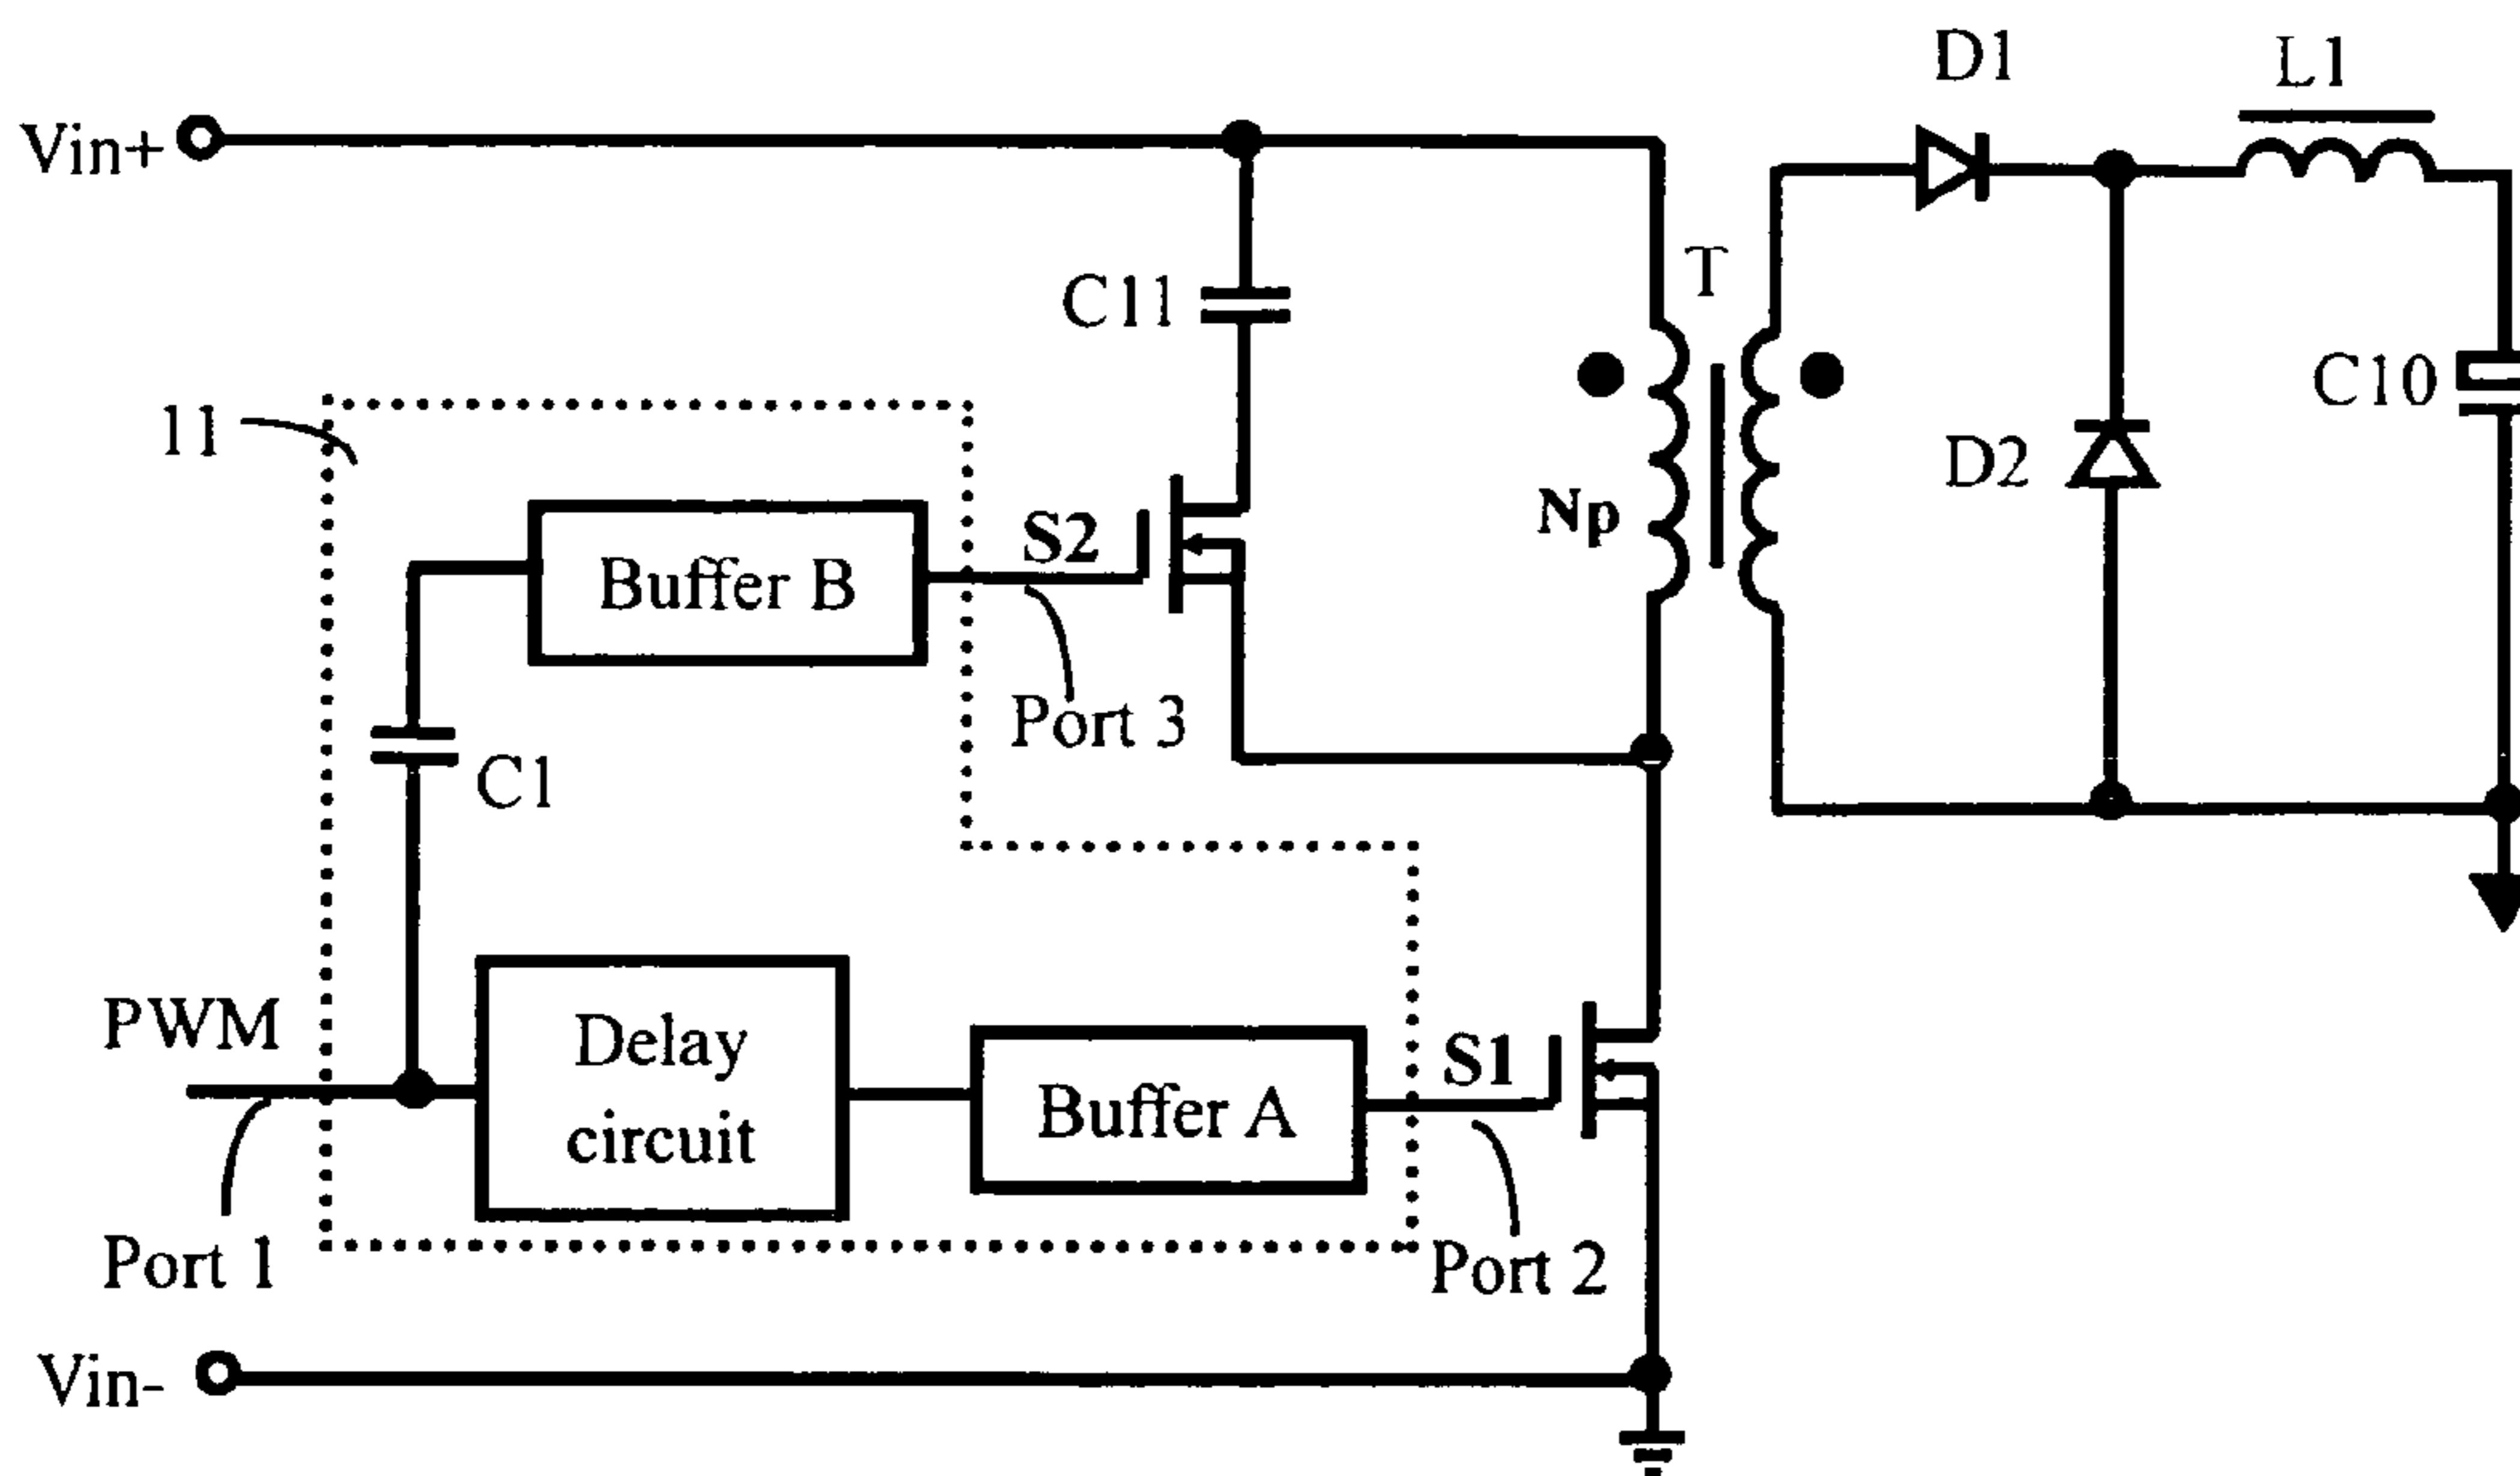 D1
L1
Vin+
T
C11
C10
11
D2
Np
S2
Buffer B
Port 3
C1
PWM
Delay
circuit
S1
Buffer A
Port 1
Port 2
Vin-